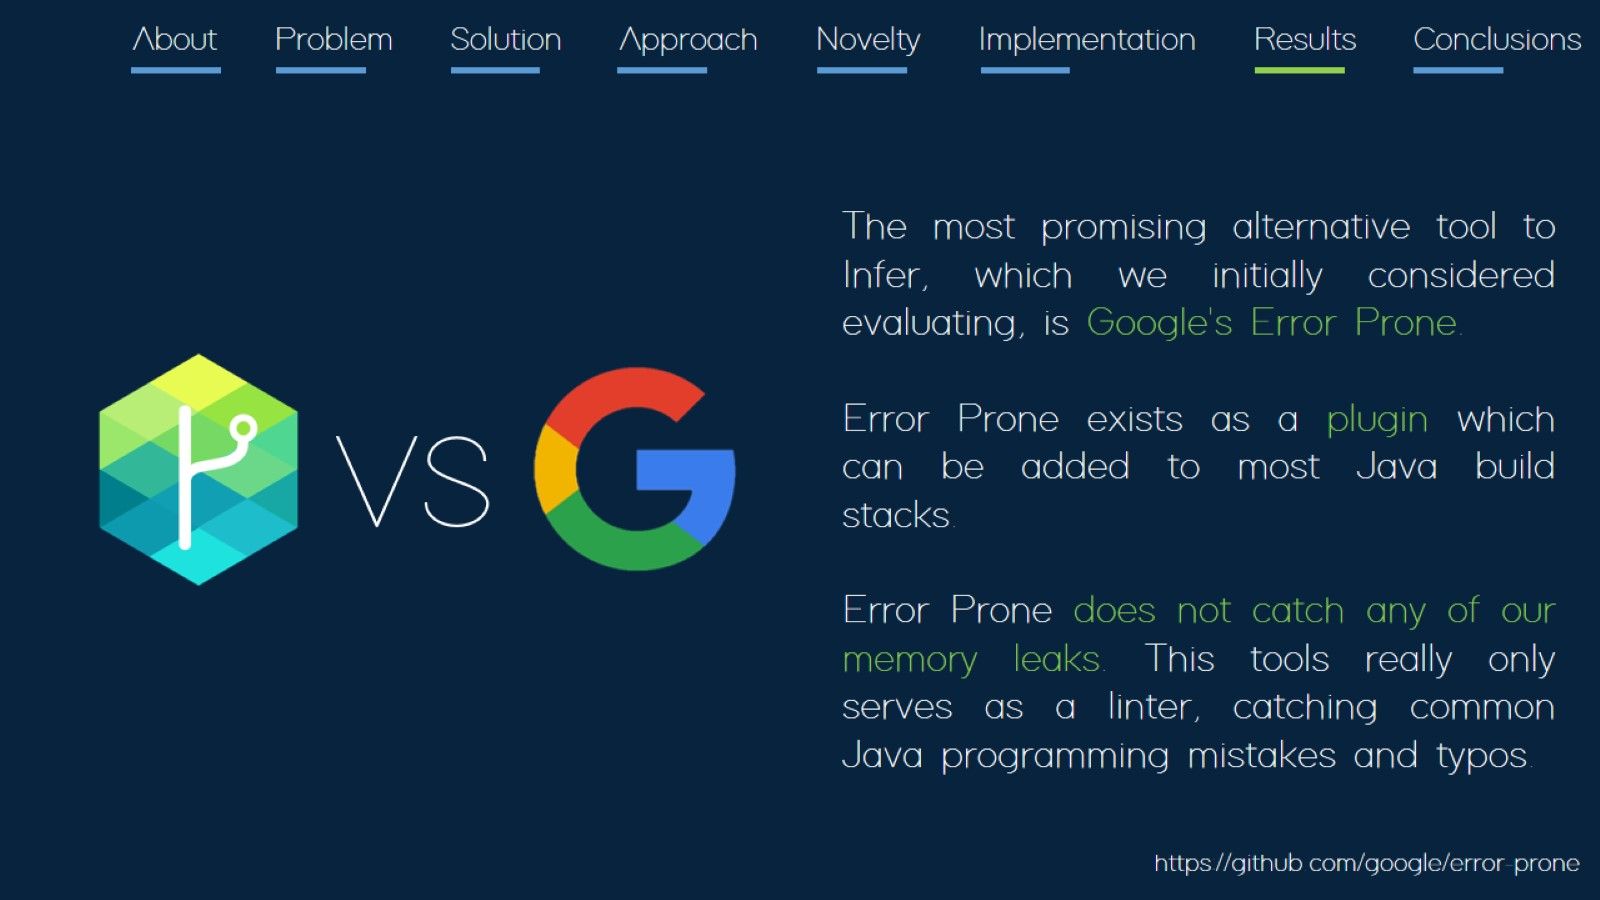 About Problem Solution Approach Novelty Implementation Results Conclusions
The most promising alternative tool to
Infer, which we initially considered
evaluating, is Google's Error Prone.
VS
Error Prone exists as a plugin which
can be added to most Java build
stacks.
Error Prone does not catch any of our
memory leaks. This tools really only
serves as a linter, catching common
Java programming mistakes and typos.
https://github.com/google/error-prone